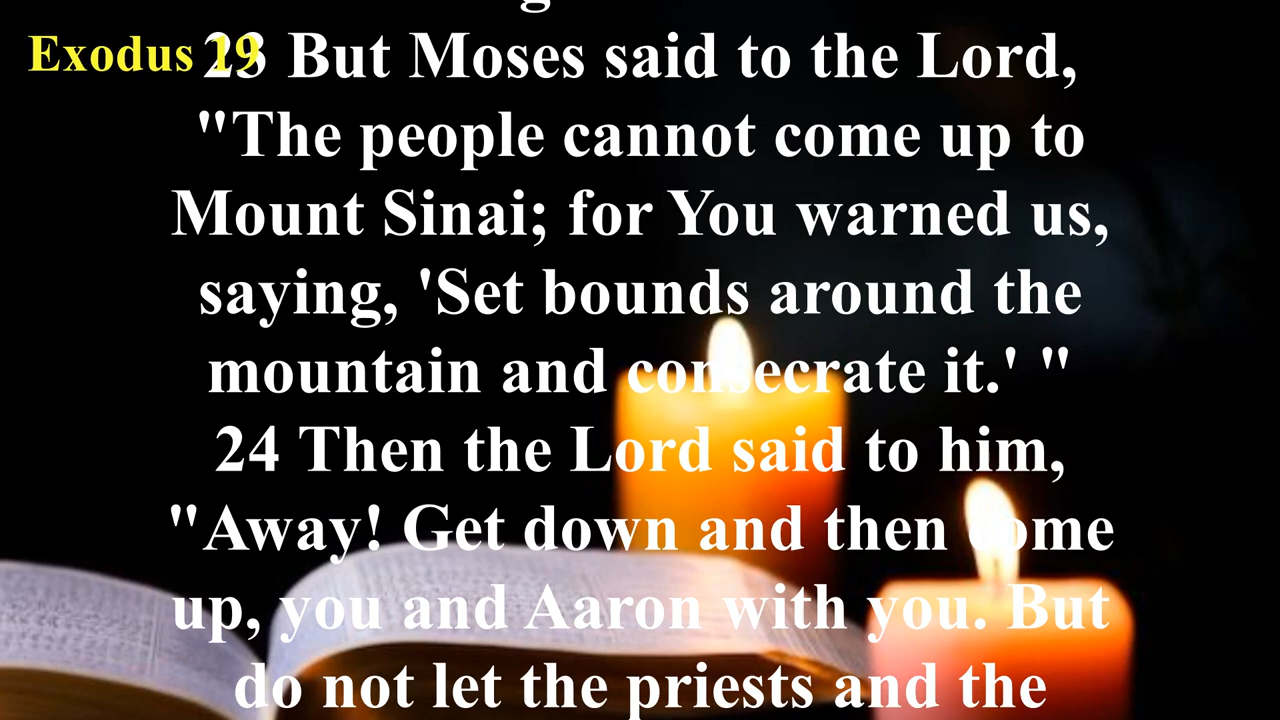 Exodus 19
23 But Moses said to the Lord,
"The people cannot come up to
Mount Sinai; for You warned us,
saying, 'Set bounds around the
mountain and consecrate it.' "
24 Then the Lord said to him,
"Away! Get down and then come
up, you and Aaron with you. But
do not let the priests and the